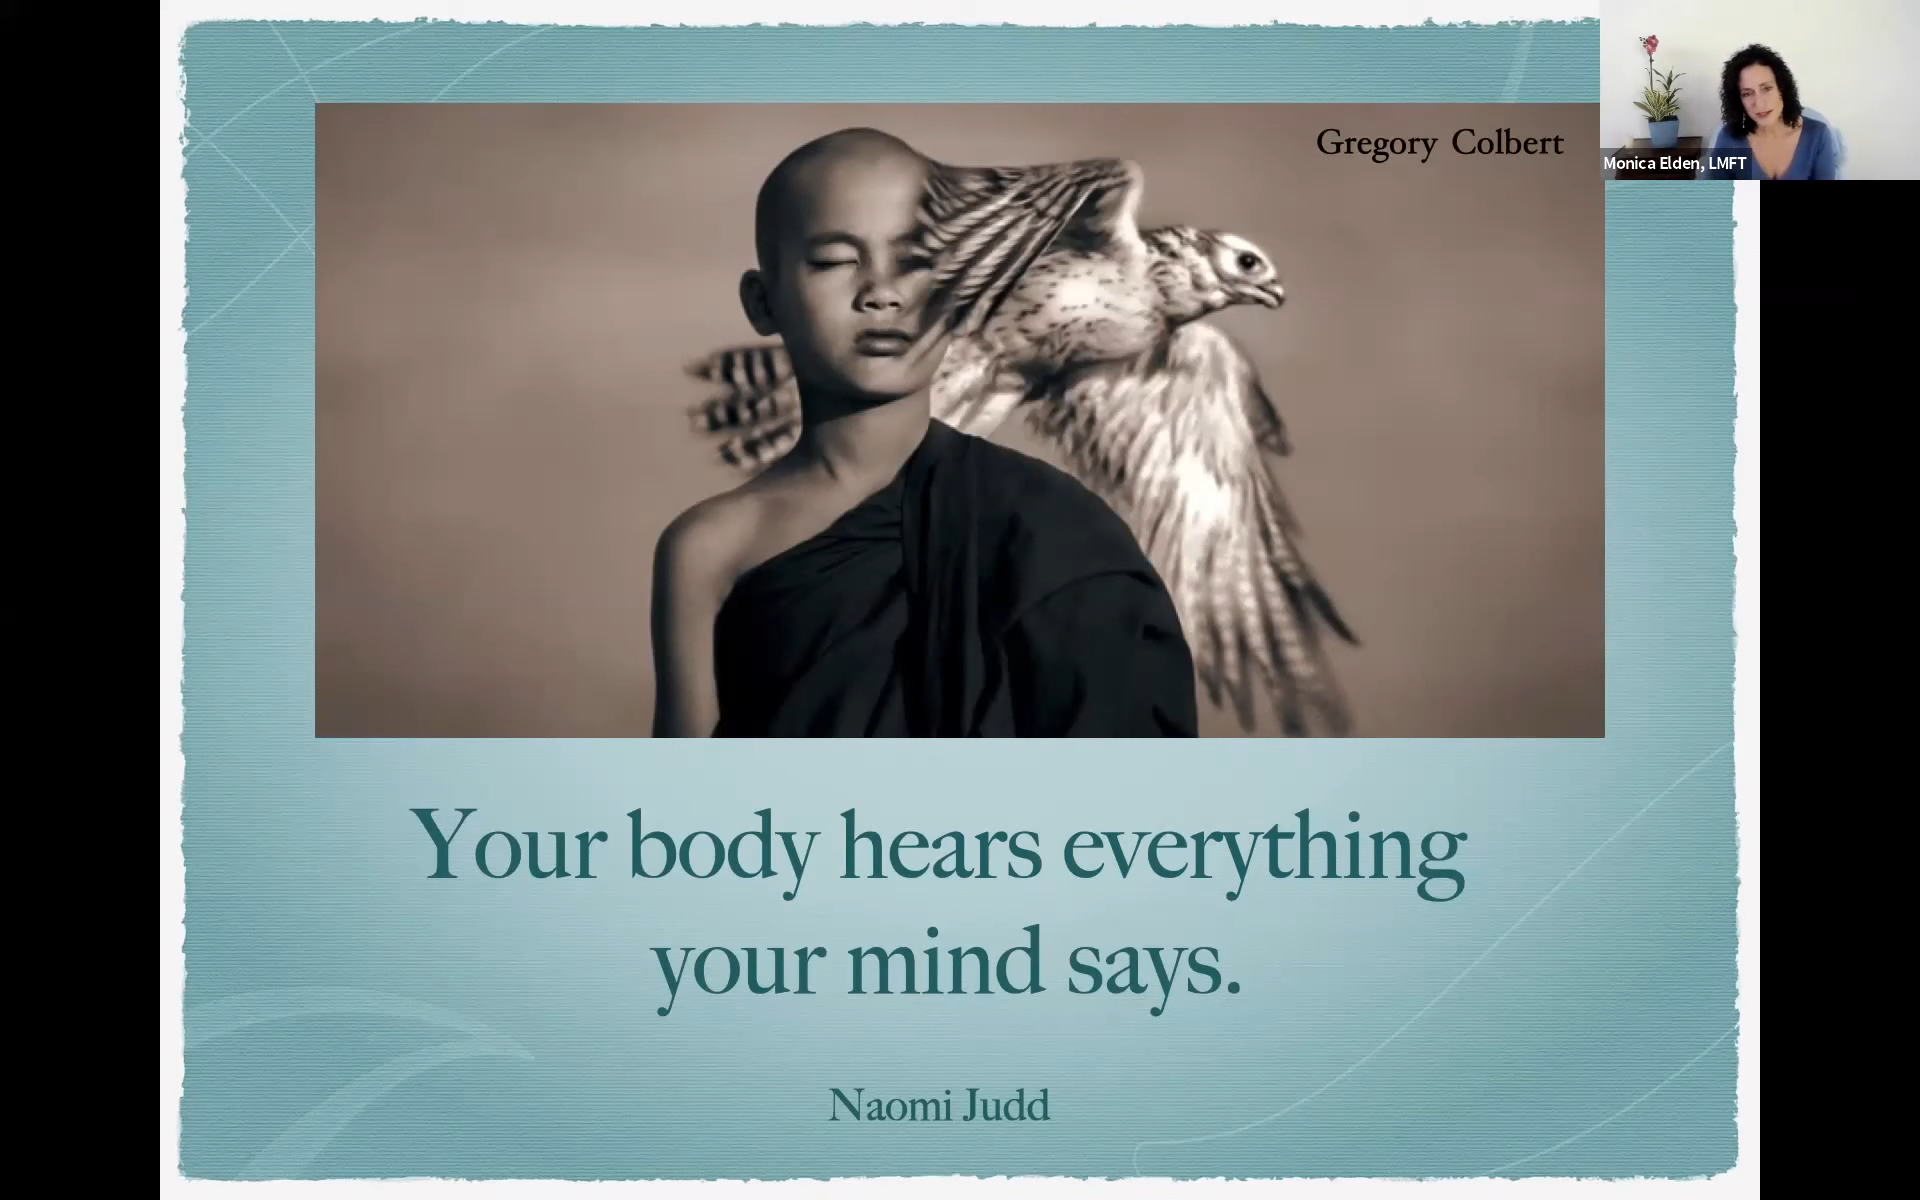 Gregory Colbert
Monica Elden, LMFT
Your body hears everything
your mind says.
Naomi Judd